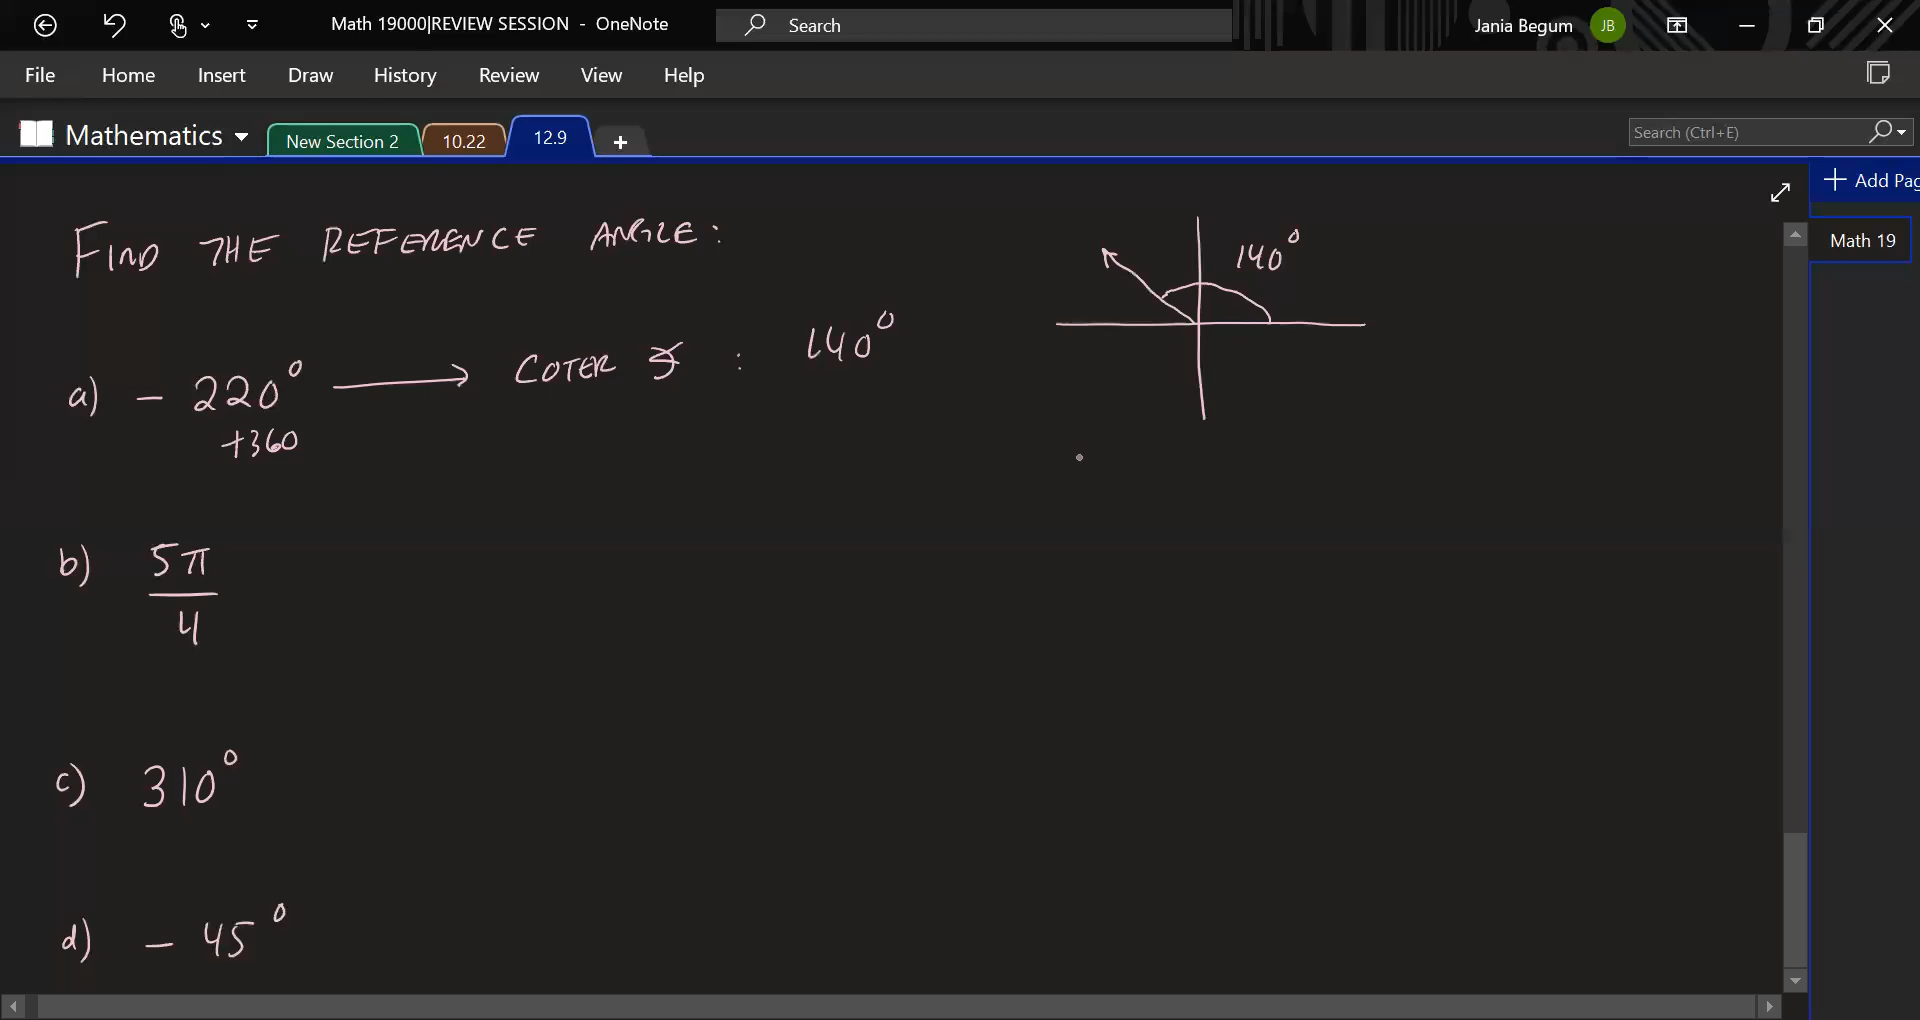 Math 19000|REVIEW SESSION - OneNote
Search
Jania Begum
JB
File Home Insert Draw History Review View Help
Mathematics
New Section 2
10.22
12.9
+
Search (Ctrl+E)
Add Pag
Math 19
FIND THE REFERENCE ANGLE:
140°
a) - 220° → COTER ∡ : 140°
+360
b) 5π
4
c) 310°
d) - 45°